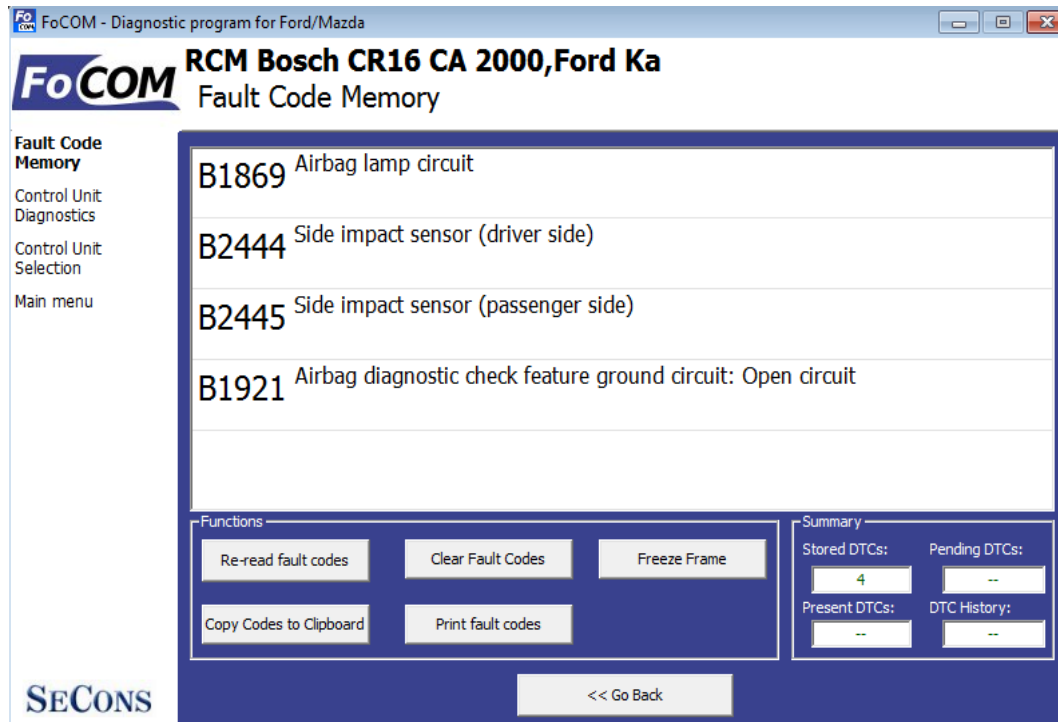 FoCOM - Diagnostic program for Ford/Mazda
FoCOM
RCM Bosch CR16 CA 2000,Ford Ka
Fault Code Memory
Fault Code
Memory
Control Unit
Diagnostics
Control Unit
Selection
Main menu
B1869 Airbag lamp circuit
B2444 Side impact sensor (driver side)
B2445 Side impact sensor (passenger side)
B1921 Airbag diagnostic check feature ground circuit: Open circuit
Functions
Re-read fault codes
Clear Fault Codes
Freeze Frame
Copy Codes to Clipboard
Print fault codes
Summary
Stored DTCs:
Pending DTCs:
4
--
Present DTCs:
DTC History:
--
--
<< Go Back
SECONS